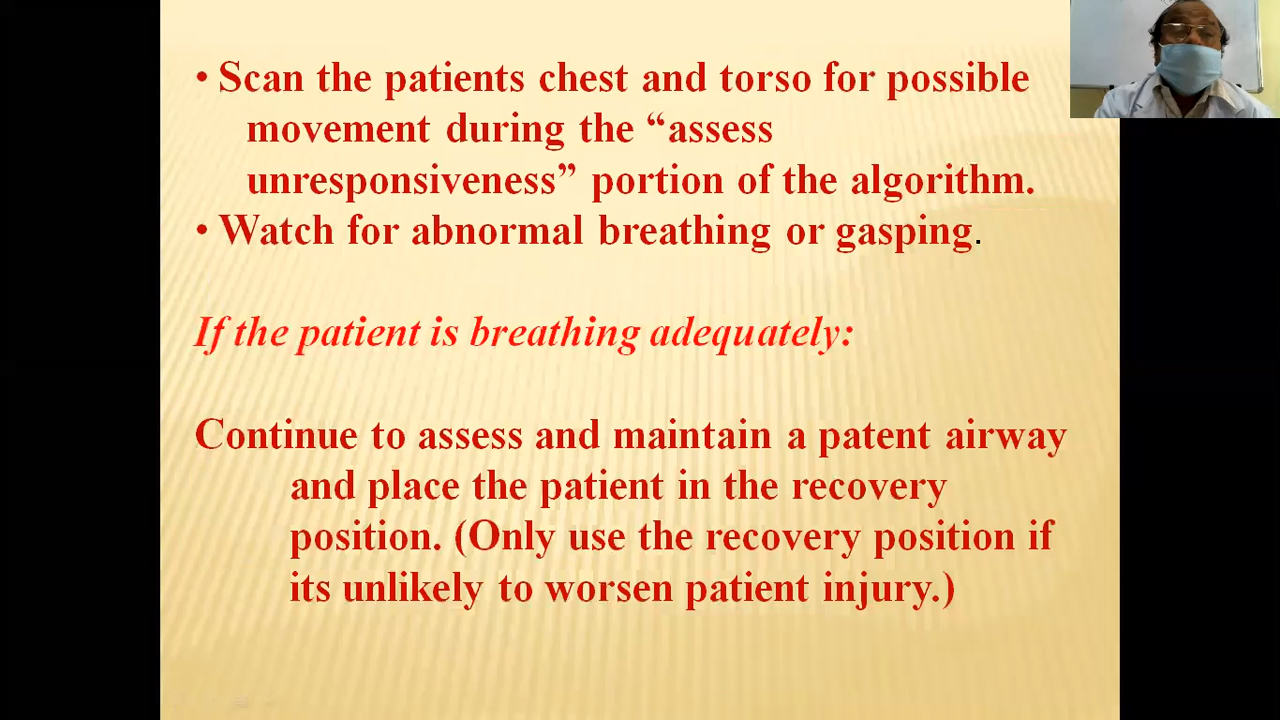 • Scan the patients chest and torso for possible
movement during the “assess
unresponsiveness” portion of the algorithm.
• Watch for abnormal breathing or gasping.
If the patient is breathing adequately:
Continue to assess and maintain a patent airway
and place the patient in the recovery
position. (Only use the recovery position if
its unlikely to worsen patient injury.)